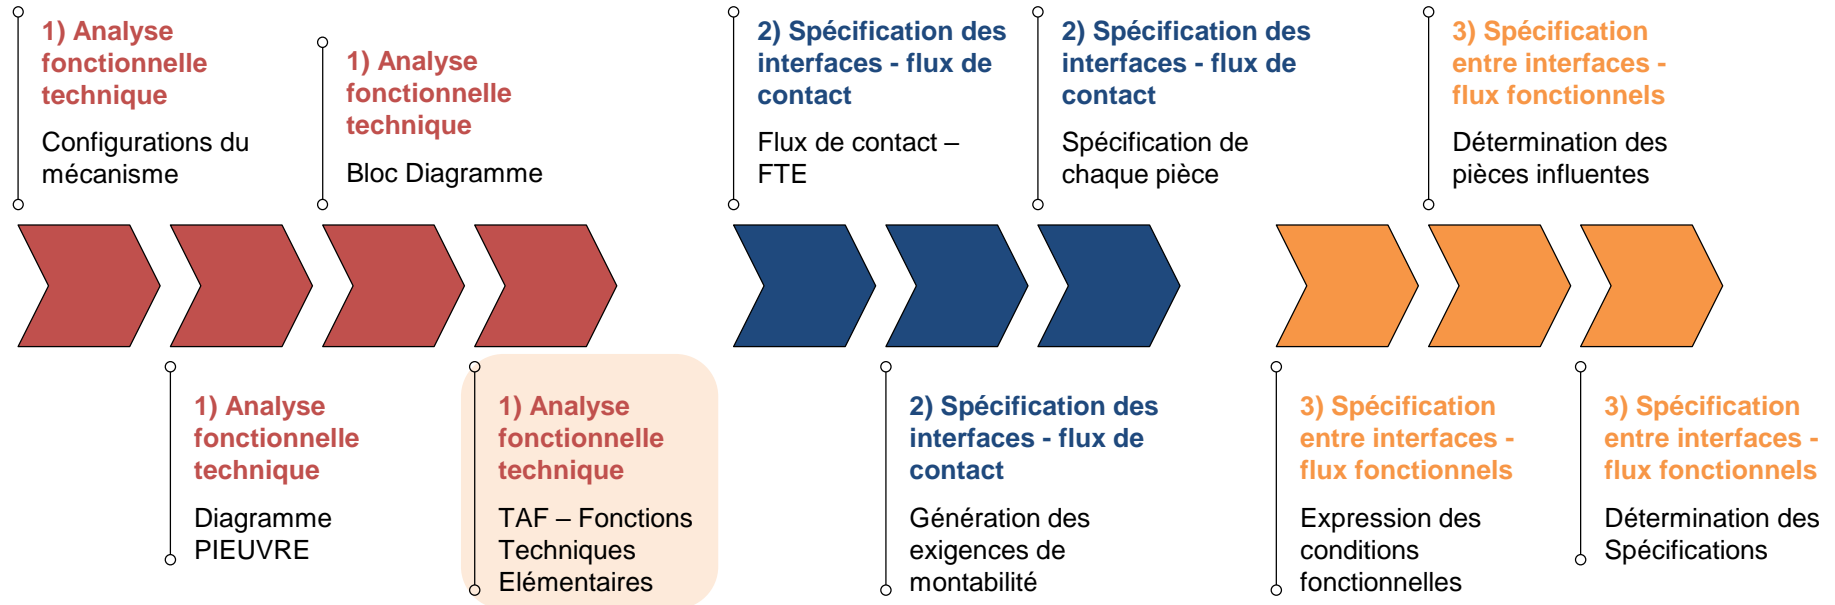 1) Analyse
fonctionnelle
technique
Configurations du
mécanisme
1) Analyse
fonctionnelle
technique
Diagramme
PIEUVRE
1) Analyse
fonctionnelle
technique
Bloc Diagramme
1) Analyse
fonctionnelle
technique
TAF – Fonctions
Techniques
Elémentaires
2) Spécification des
interfaces - flux de
contact
Flux de contact –
FTE
2) Spécification des
interfaces - flux de
contact
Génération des
exigences de
montabilité
2) Spécification des
interfaces - flux de
contact
Spécification de
chaque pièce
3) Spécification
entre interfaces -
flux fonctionnels
Expression des
conditions
fonctionnelles
3) Spécification
entre interfaces -
flux fonctionnels
Détermination des
pièces influentes
3) Spécification
entre interfaces -
flux fonctionnels
Détermination des
Spécifications